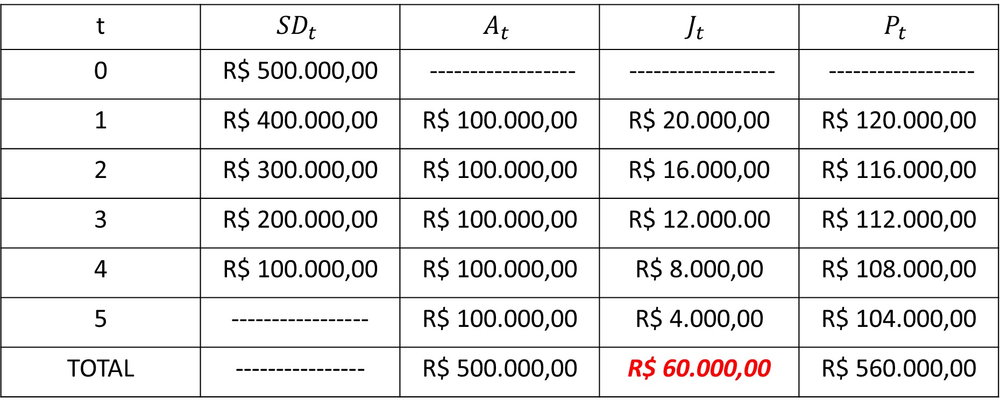 t SD_t A_t J_t P_t
0 R$ 500.000,00 ------------------ ------------------ ------------------
1 R$ 400.000,00 R$ 100.000,00 R$ 20.000,00 R$ 120.000,00
2 R$ 300.000,00 R$ 100.000,00 R$ 16.000,00 R$ 116.000,00
3 R$ 200.000,00 R$ 100.000,00 R$ 12.000.00 R$ 112.000,00
4 R$ 100.000,00 R$ 100.000,00 R$ 8.000,00 R$ 108.000,00
5 ----------------- R$ 100.000,00 R$ 4.000,00 R$ 104.000,00
TOTAL ---------------- R$ 500.000,00 R$ 60.000,00 R$ 560.000,00